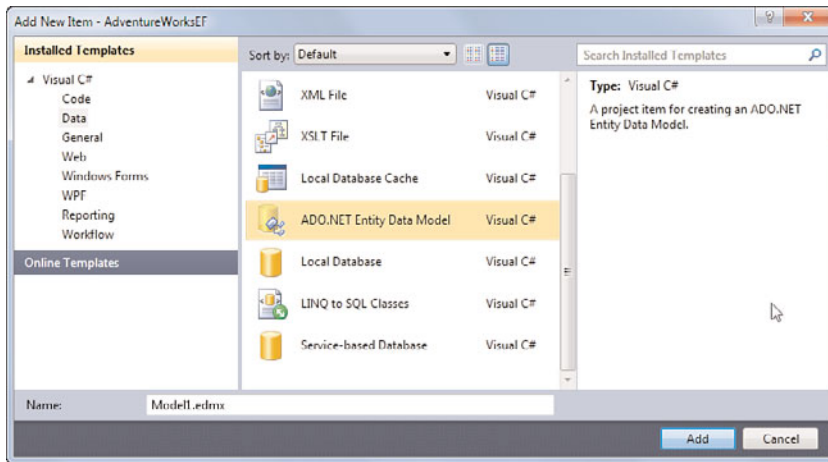 Add New Item - AdventureWorksEF
Installed Templates
Visual C#
Code
Data
General
Web
Windows Forms
WPF
Reporting
Workflow
Online Templates
Sort by: Default
XML File Visual C#
XSLT File Visual C#
Local Database Cache Visual C#
ADO.NET Entity Data Model Visual C#
Local Database Visual C#
LINQ to SQL Classes Visual C#
Service-based Database Visual C#
Search Installed Templates
Type: Visual C#
A project item for creating an ADO.NET
Entity Data Model.
Name: Model1.edmx
Add Cancel